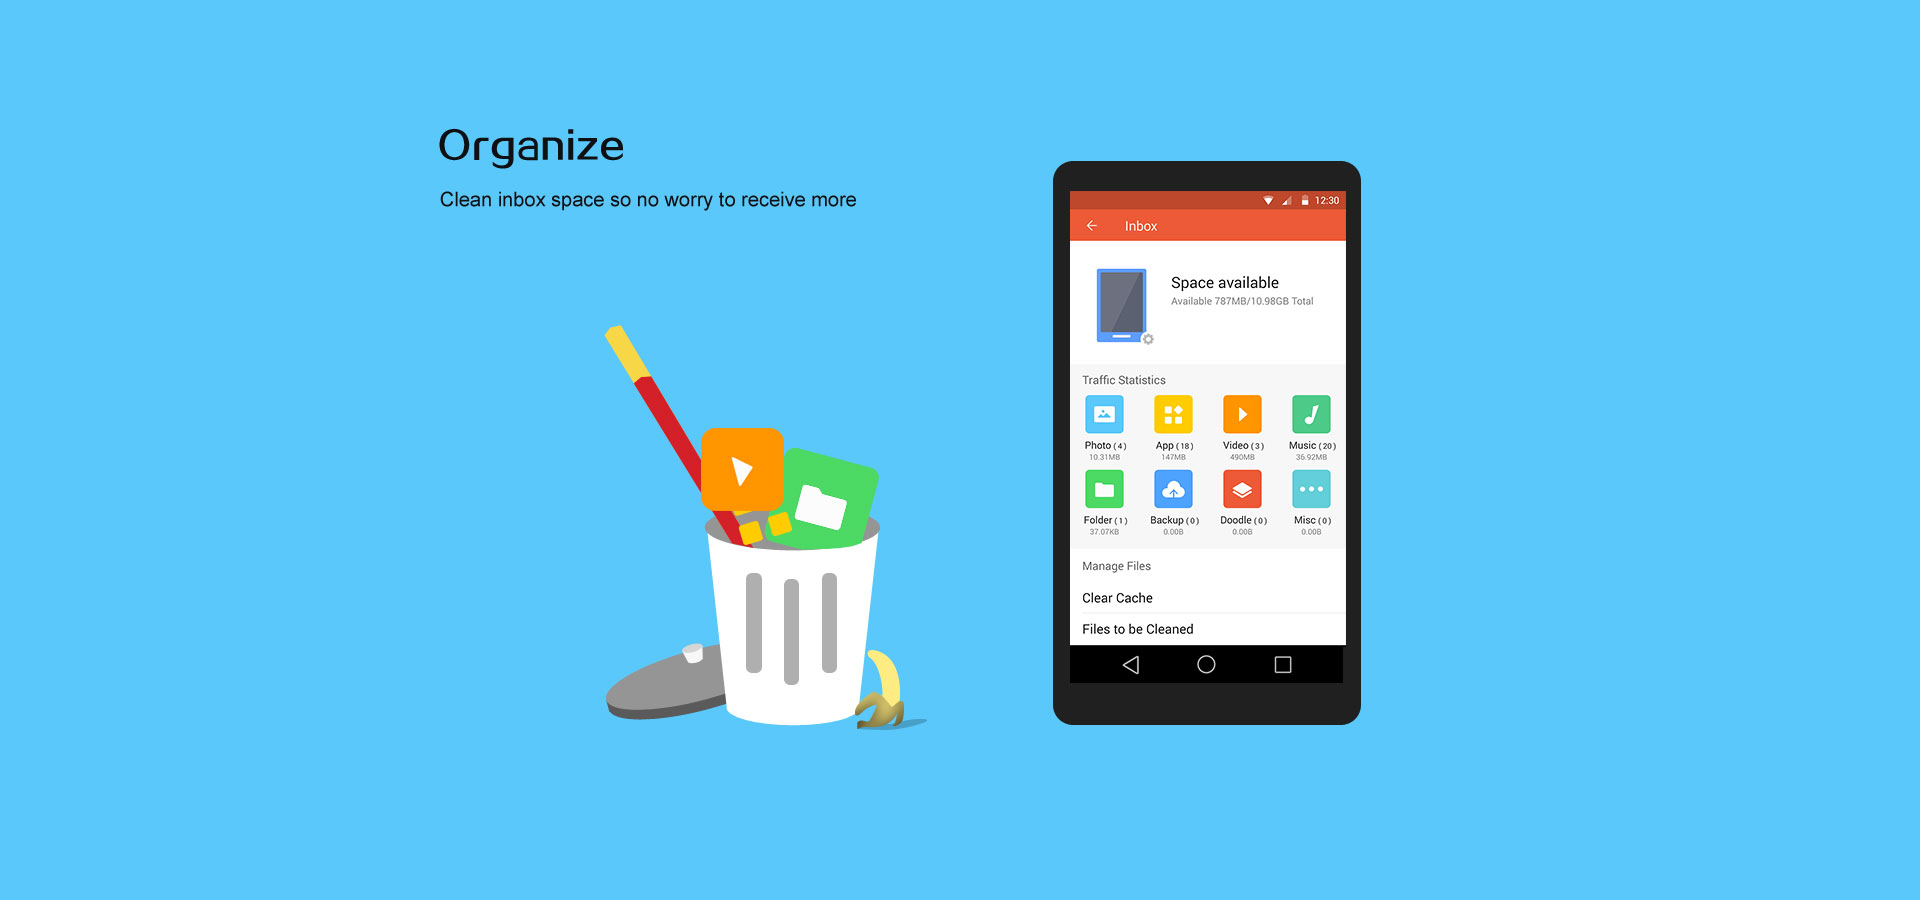 Organize
Clean inbox space so no worry to receive more
12:30
Inbox
Space available
Available 787MB/10.98GB Total
Traffic Statistics
Photo ( 4 ) App ( 18 ) Video ( 3 ) Music ( 20 )
10.31MB 147MB 490MB 36.92MB
Folder ( 1 ) Backup ( 0 ) Doodle ( 0 ) Misc ( 0 )
37.07KB 0.00B 0.00B 0.00B
Manage Files
Clear Cache
Files to be Cleaned